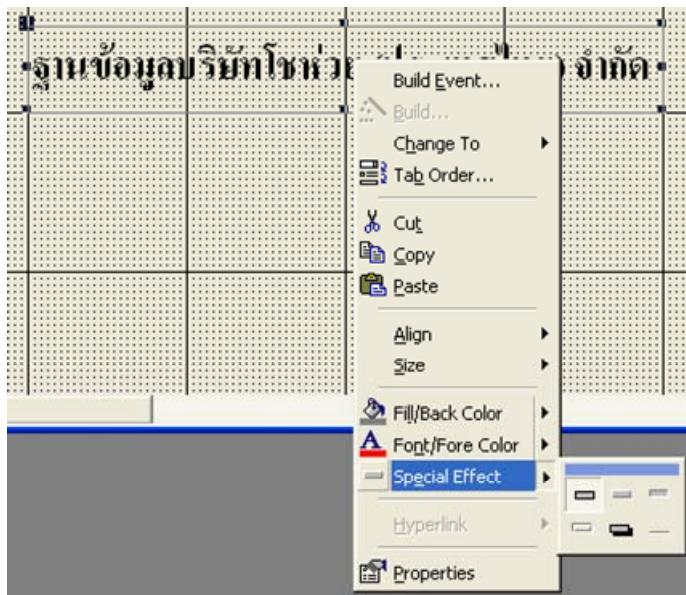 ฐานข้อมูลบริษัทโชห่วย จำกัด
Build Event...
Build...
Change To
Tab Order...
Cut
Copy
Paste
Align
Size
Fill/Back Color
Font/Fore Color
Special Effect
Hyperlink
Properties